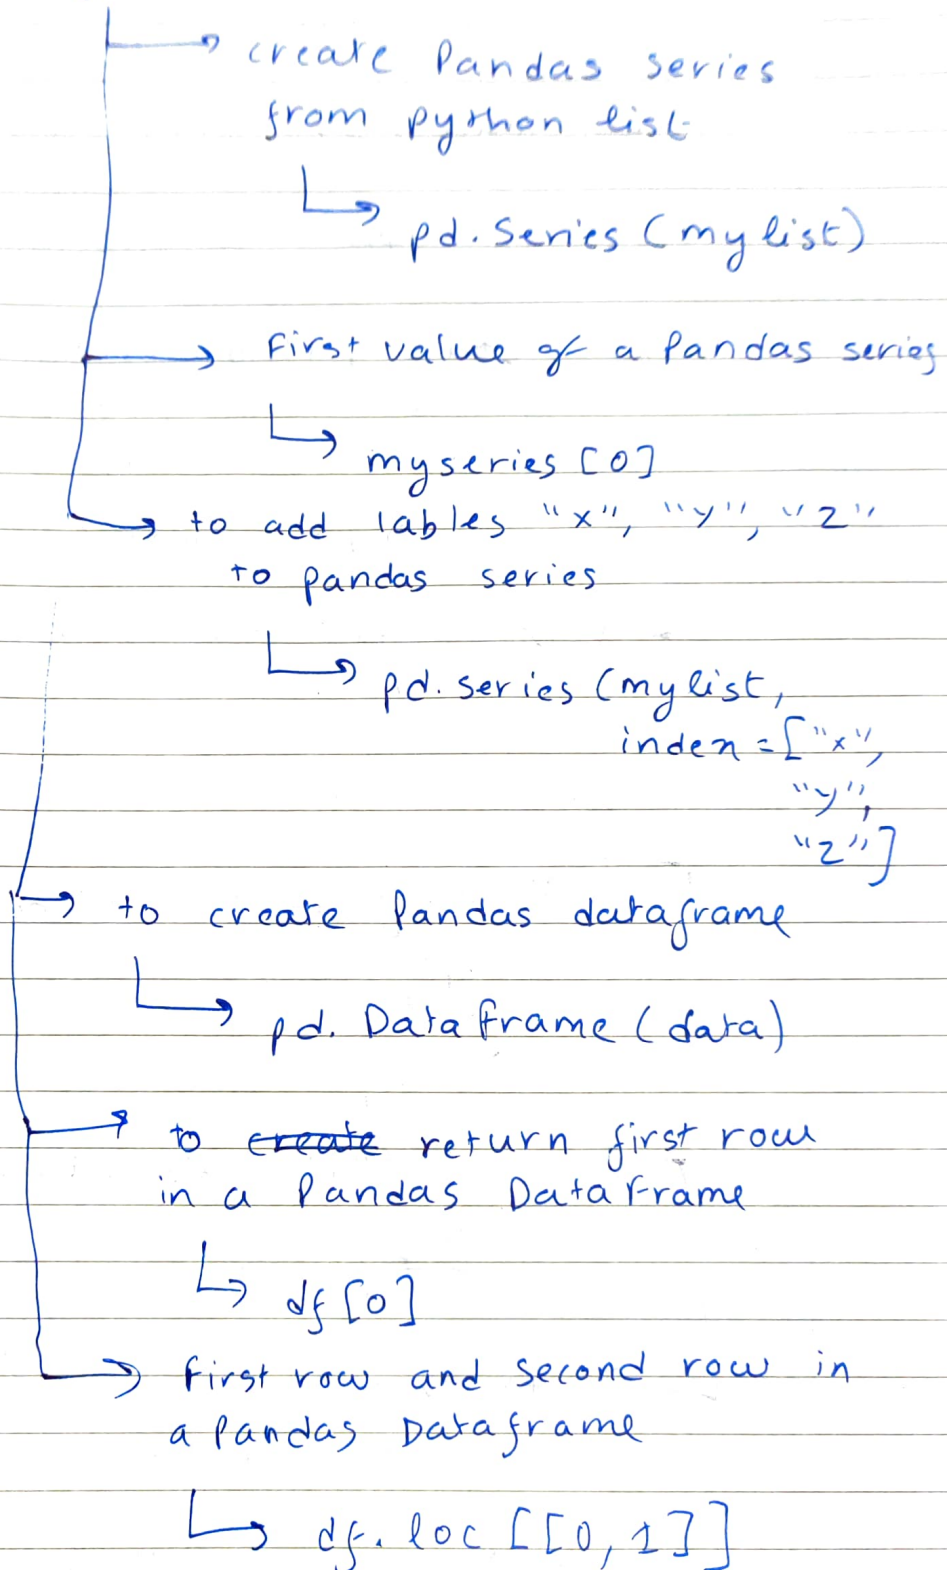 create Pandas series
from python list
pd.Series (mylist)
First value of a Pandas series
myseries [0]
to add lables "x", "y", "z"
to pandas series
pd.series (mylist,
index = ["x",
"y",
"z"]
to create Pandas dataframe
pd. DataFrame (data)
to create return first row
in a Pandas DataFrame
df [0]
first row and second row in
a Pandas Dataframe
df. loc [[0, 1]]